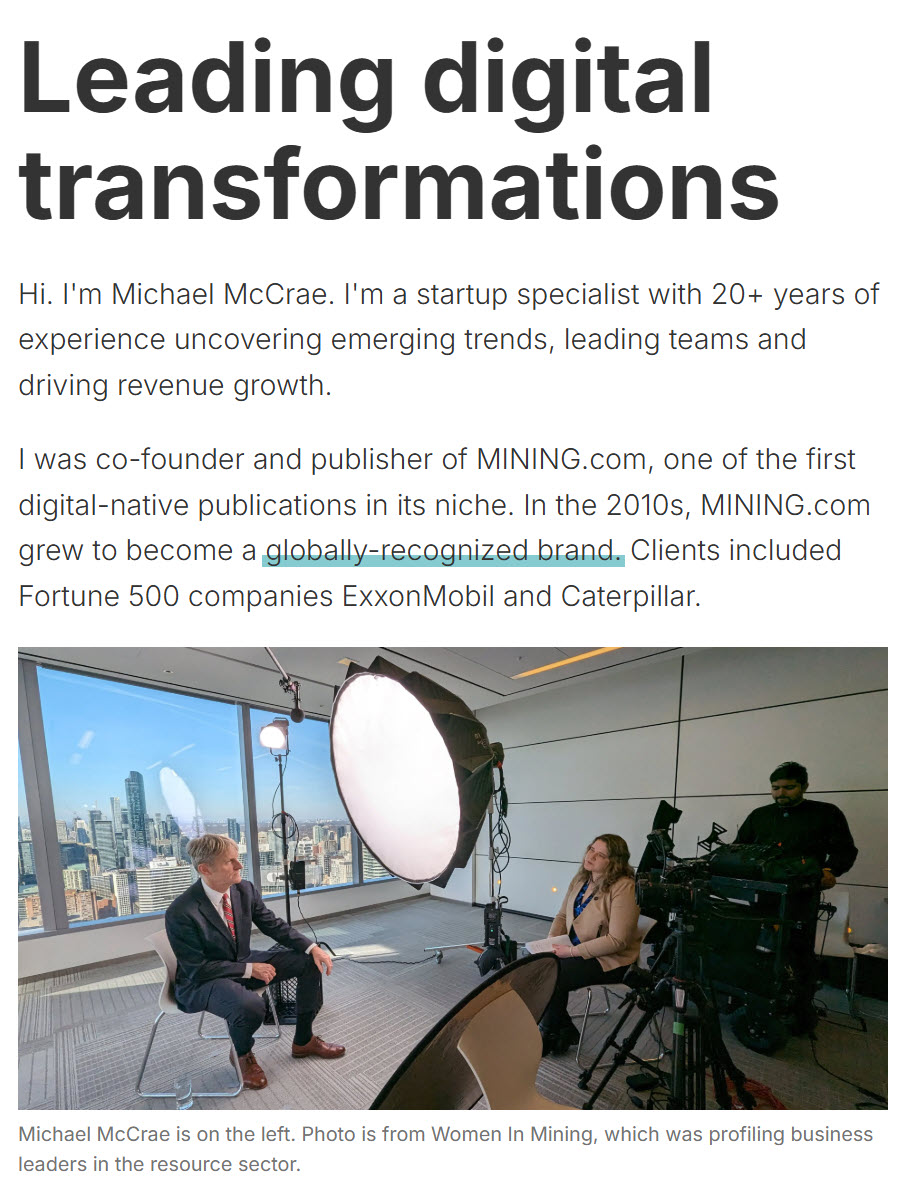 Leading digital
transformations
Hi. I'm Michael McCrae. I'm a startup specialist with 20+ years of
experience uncovering emerging trends, leading teams and
driving revenue growth.
I was co-founder and publisher of MINING.com, one of the first
digital-native publications in its niche. In the 2010s, MINING.com
grew to become a globally-recognized brand. Clients included
Fortune 500 companies ExxonMobil and Caterpillar.
Michael McCrae is on the left. Photo is from Women In Mining, which was profiling business
leaders in the resource sector.